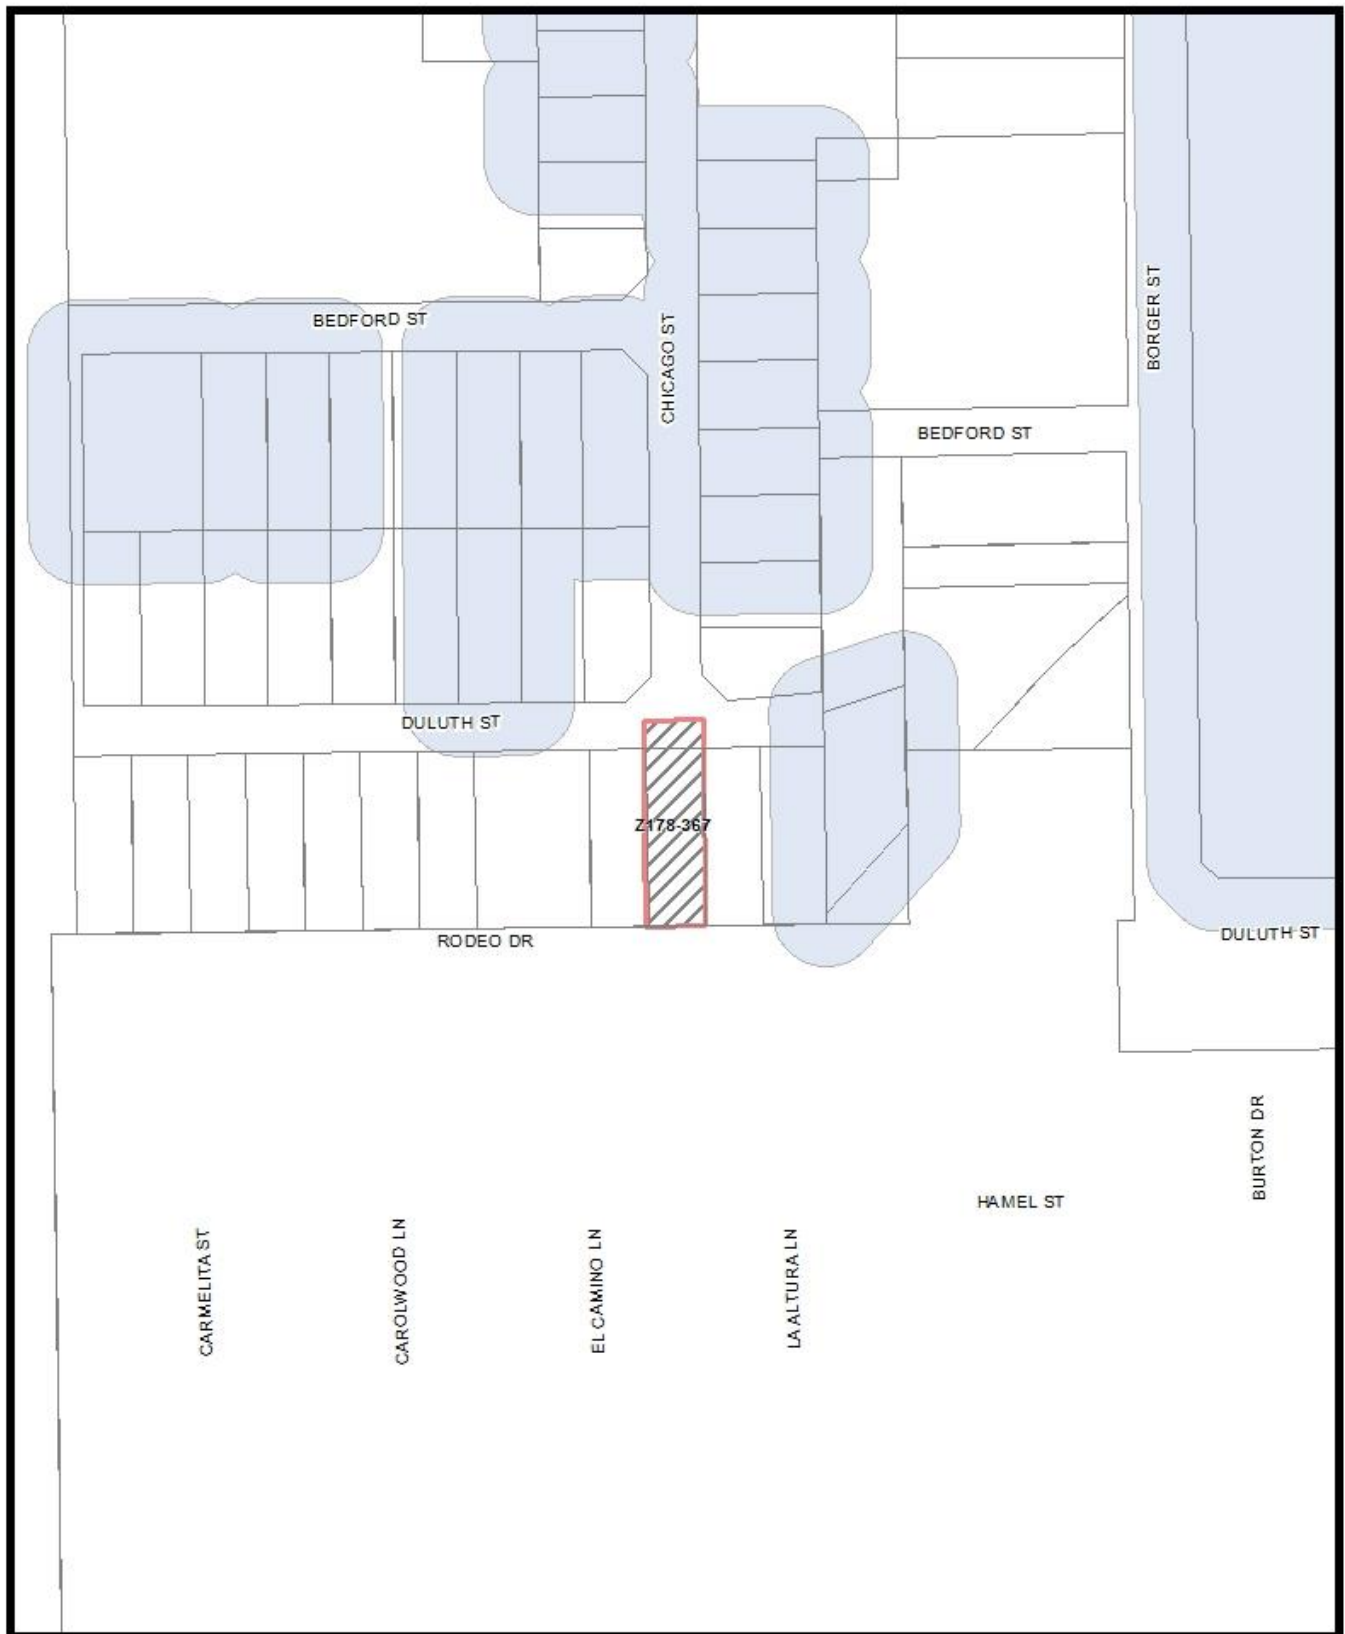 BEDFORD ST
CHICAGO ST
BORGER ST
BEDFORD ST
DULUTH ST
Z178-367
RODEO DR
DULUTH ST
BURTON DR
HAMEL ST
CARMELITA ST
CAROLWOOD LN
EL CAMINO LN
LA ALTURA LN